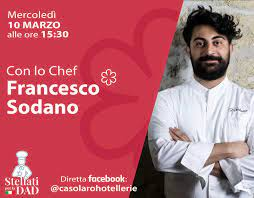 Mercoledì
10 MARZO
alle ore 15:30
Con lo Chef
Francesco
Sodano
Stellati
DAD
Diretta facebook:
@casolarohotellerie